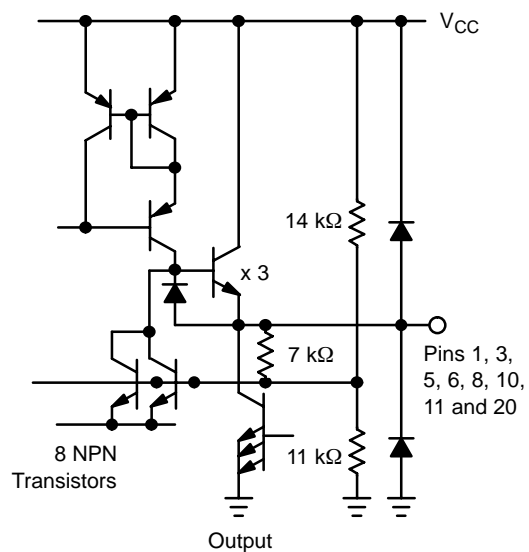 V_CC
14 kΩ
x 3
7 kΩ
Pins 1, 3,
5, 6, 8, 10,
11 and 20
8 NPN
Transistors
11 kΩ
Output